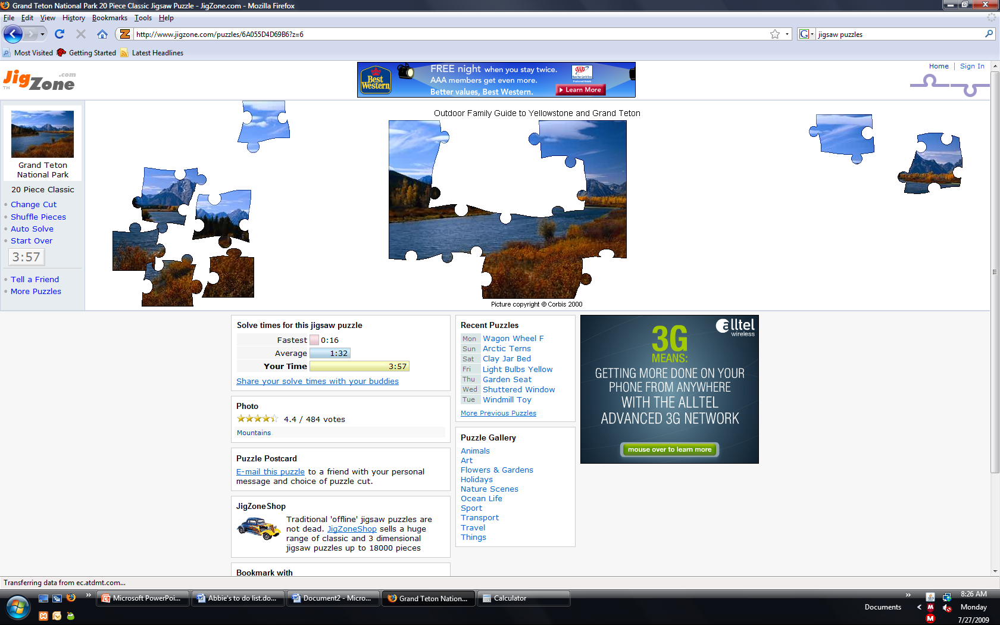 Grand Teton National Park 20 Piece Classic Jigsaw Puzzle - JigZone.com - Mozilla Firefox
File Edit View History Bookmarks Tools Help
http://www.jigzone.com/puzzles/6A055D4D69B6?z=6
jigsaw puzzles
Most Visited Getting Started Latest Headlines
JigZone.com
TM
Best Western
FREE night when you stay twice.
AAA members get even more.
Better values, Best Western.
AAA
Learn More
Home | Sign In
Grand Teton
National Park
20 Piece Classic
Change Cut
Shuffle Pieces
Auto Solve
Start Over
3:57
Tell a Friend
More Puzzles
Outdoor Family Guide to Yellowstone and Grand Teton
Picture copyright © Corbis 2000
Solve times for this jigsaw puzzle
Fastest 0:16
Average 1:32
Your Time 3:57
Share your solve times with your buddies
Photo
4.4 / 484 votes
Mountains
Puzzle Postcard
E-mail this puzzle to a friend with your personal
message and choice of puzzle cut.
JigZoneShop
Traditional 'offline' jigsaw puzzles are
not dead. JigZoneShop sells a huge
range of classic and 3 dimensional
jigsaw puzzles up to 18000 pieces
Bookmark with
Recent Puzzles
Mon Wagon Wheel F
Sun Arctic Terns
Sat Clay Jar Bed
Fri Light Bulbs Yellow
Thu Garden Seat
Wed Shuttered Window
Tue Windmill Toy
More Previous Puzzles
Puzzle Gallery
Animals
Art
Flowers & Gardens
Holidays
Nature Scenes
Ocean Life
Sport
Transport
Travel
Things
alltel
wireless
3G
MEANS:
GETTING MORE DONE ON YOUR
PHONE FROM ANYWHERE
WITH THE ALLTEL
ADVANCED 3G NETWORK
mouse over to learn more
Transferring data from ec.atdmt.com...
Microsoft PowerPoi...
Abbie's to do list.do...
Document2 - Micro...
Grand Teton Nation...
Calculator
Documents
8:26 AM
Monday
7/27/2009